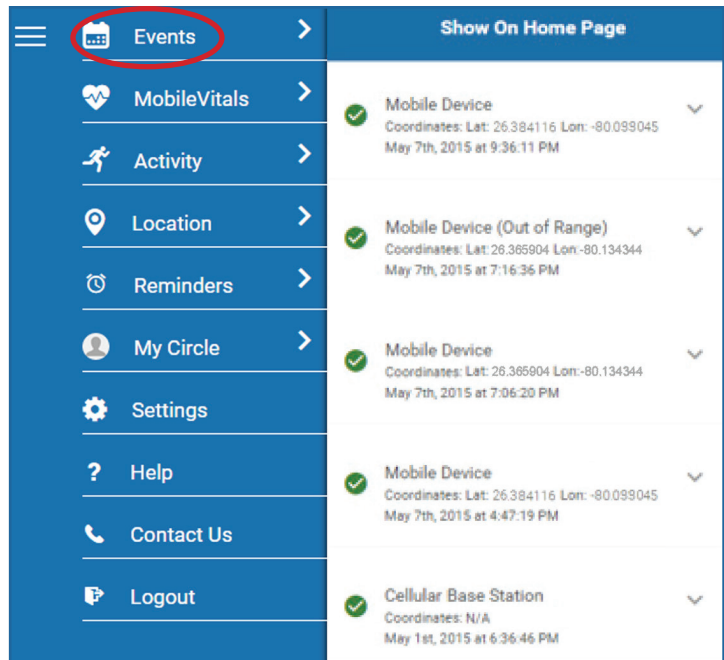 Events
MobileVitals
Activity
Location
Reminders
My Circle
Settings
? Help
Contact Us
Logout
Show On Home Page
Mobile Device
Coordinates: Lat: 26.384116 Lon: -80.099045
May 7th, 2015 at 9:36:11 PM
Mobile Device (Out of Range)
Coordinates: Lat: 26.365904 Lon:-80.134344
May 7th, 2015 at 7:16:36 PM
Mobile Device
Coordinates: Lat: 26.365904 Lon:-80.134344
May 7th, 2015 at 7:06:20 PM
Mobile Device
Coordinates: Lat: 26.384116 Lon: -80.099045
May 7th, 2015 at 4:47:19 PM
Cellular Base Station
Coordinates: N/A
May 1st, 2015 at 6:36:46 PM